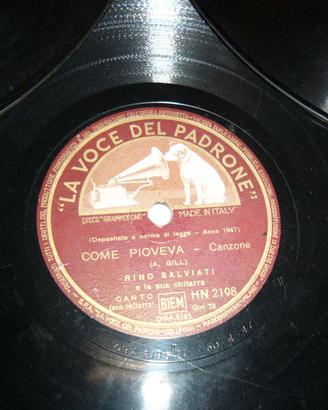 "LA VOCE DEL PADRONE"
DISCO "GRAMMOFONO"
MADE IN ITALY
(Depositato a norma di legge - Anno 1947)
COME PIOVEVA - Canzone
(A. GILL)
RINO SALVIATI
e la sua chitarra
CANTO
(con chitarra)
BIEM
HN 2198
Giri 78